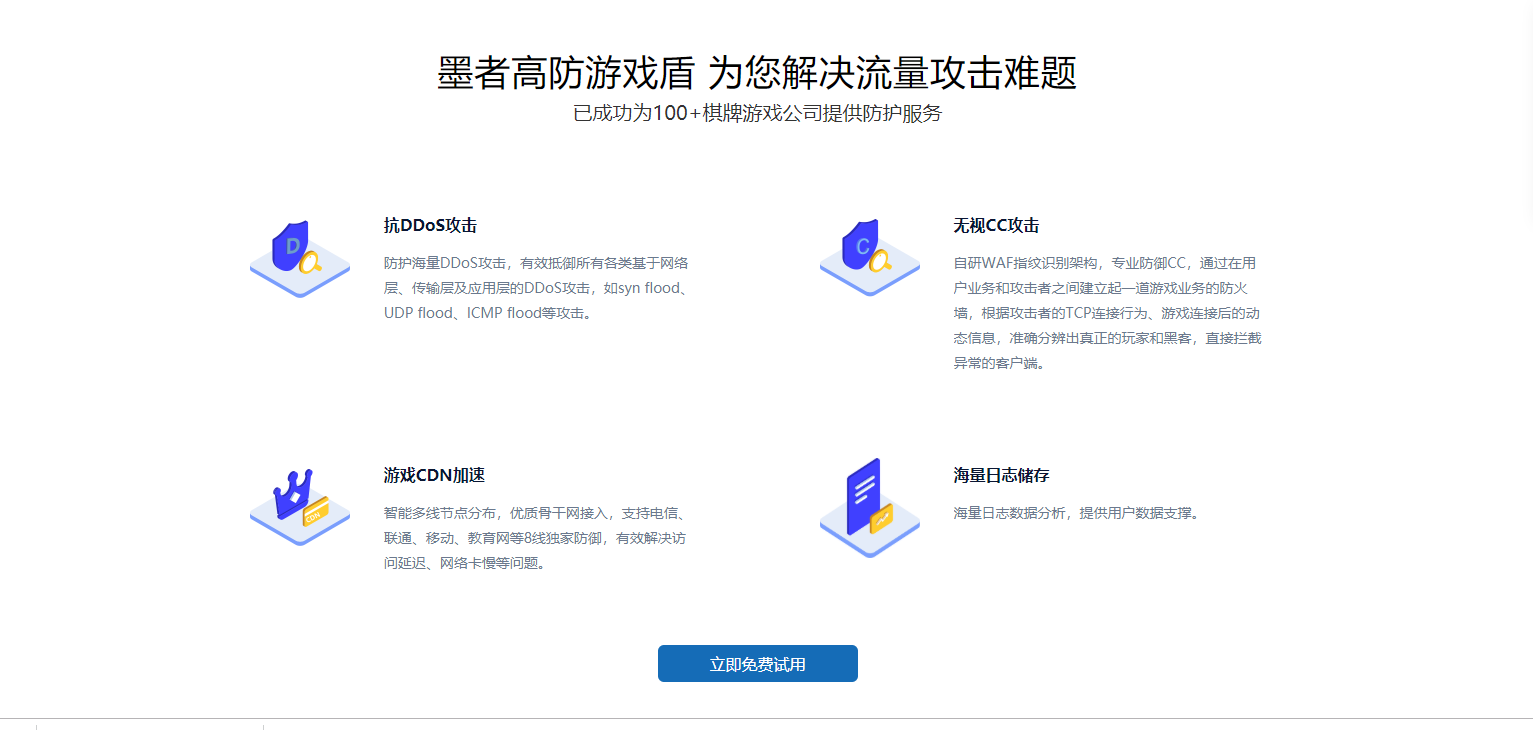 墨者高防游戏盾 为您解决流量攻击难题
已成功为100+棋牌游戏公司提供防护服务
D
抗DDoS攻击
防护海量DDoS攻击，有效抵御所有各类基于网络
层、传输层及应用层的DDoS攻击，如syn flood、
UDP flood、ICMP flood等攻击。
C
无视CC攻击
自研WAF指纹识别架构，专业防御CC，通过在用
户业务和攻击者之间建立起一道游戏业务的防火
墙，根据攻击者的TCP连接行为、游戏连接后的动
态信息，准确分辨出真正的玩家和黑客，直接拦截
异常的客户端。
CDN
游戏CDN加速
智能多线节点分布，优质骨干网接入，支持电信、
联通、移动、教育网等8线独家防御，有效解决访
问延迟、网络卡慢等问题。
海量日志储存
海量日志数据分析，提供用户数据支撑。
立即免费试用